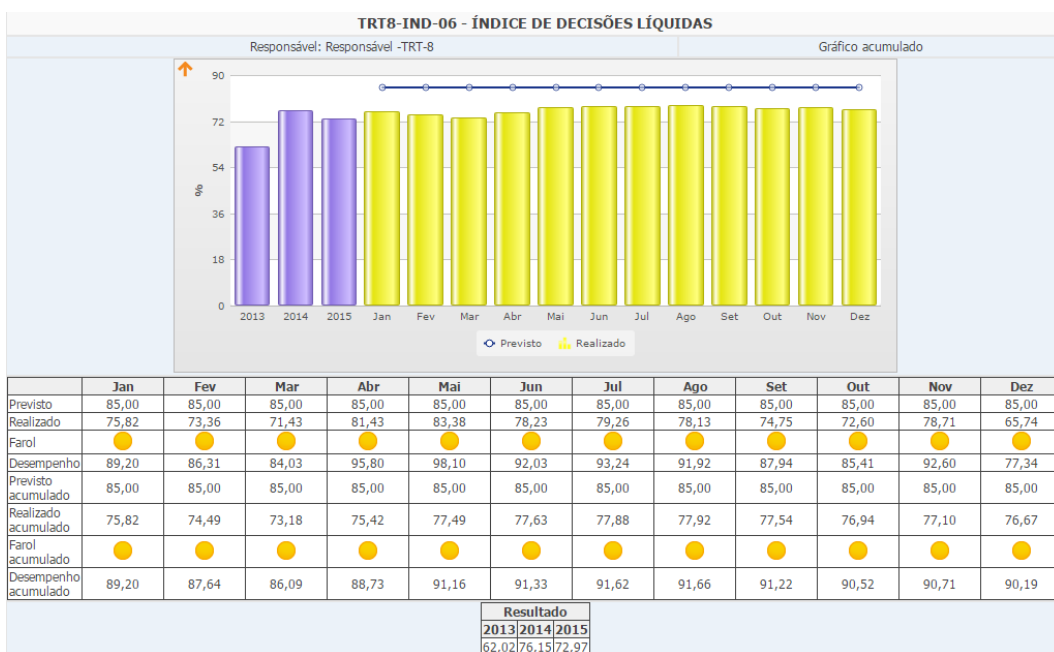 TRT8-IND-06 - ÍNDICE DE DECISÕES LÍQUIDAS
Responsável: Responsável -TRT-8 Gráfico acumulado
90
72
54
36
18
0
%
2013 2014 2015 Jan Fev Mar Abr Mai Jun Jul Ago Set Out Nov Dez
Previsto Realizado
Jan Fev Mar Abr Mai Jun Jul Ago Set Out Nov Dez
Previsto 85,00 85,00 85,00 85,00 85,00 85,00 85,00 85,00 85,00 85,00 85,00 85,00
Realizado 75,82 73,36 71,43 81,43 83,38 78,23 79,26 78,13 74,75 72,60 78,71 65,74
Farol
Desempenho 89,20 86,31 84,03 95,80 98,10 92,03 93,24 91,92 87,94 85,41 92,60 77,34
Previsto
acumulado 85,00 85,00 85,00 85,00 85,00 85,00 85,00 85,00 85,00 85,00 85,00 85,00
Realizado
acumulado 75,82 74,49 73,18 75,42 77,49 77,63 77,88 77,92 77,54 76,94 77,10 76,67
Farol
acumulado
Desempenho
acumulado 89,20 87,64 86,09 88,73 91,16 91,33 91,62 91,66 91,22 90,52 90,71 90,19
Resultado
2013 2014 2015
62,02 76,15 72,97